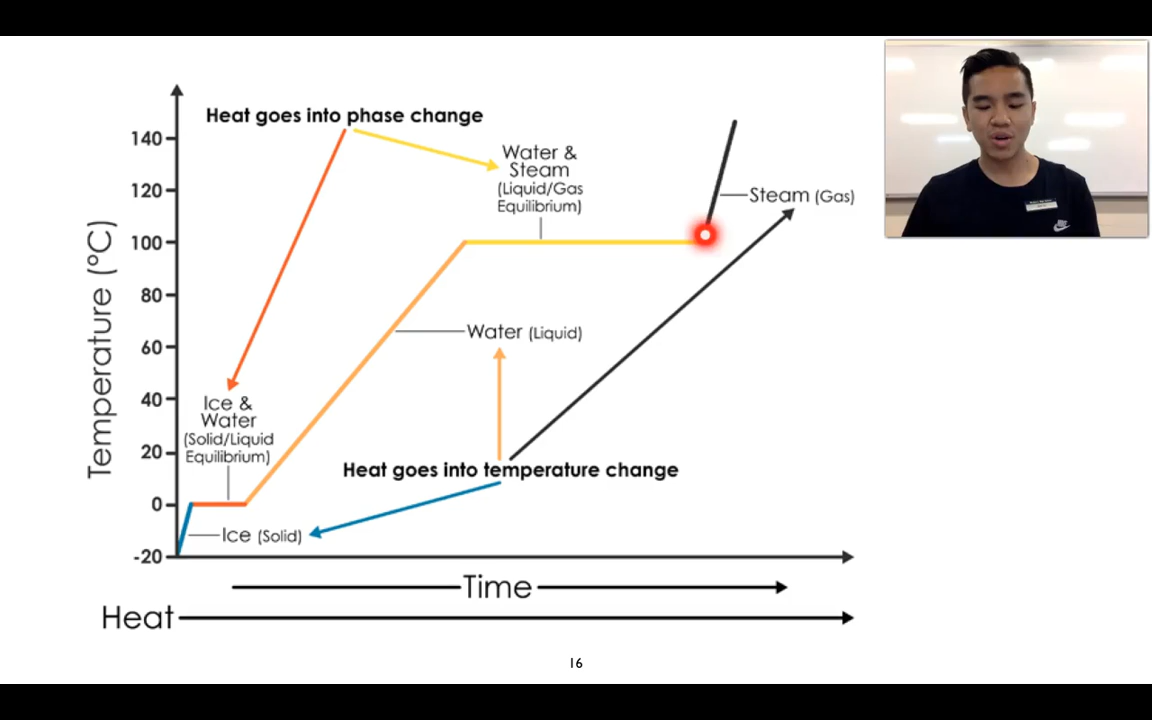 Heat goes into phase change
140
120
100
80
60
40
20
0
-20
Temperature (°C)
Water &
Steam
(Liquid/Gas
Equilibrium)
Steam (Gas)
Water (Liquid)
Ice &
Water
(Solid/Liquid
Equilibrium)
Heat goes into temperature change
Ice (Solid)
Time
Heat
16